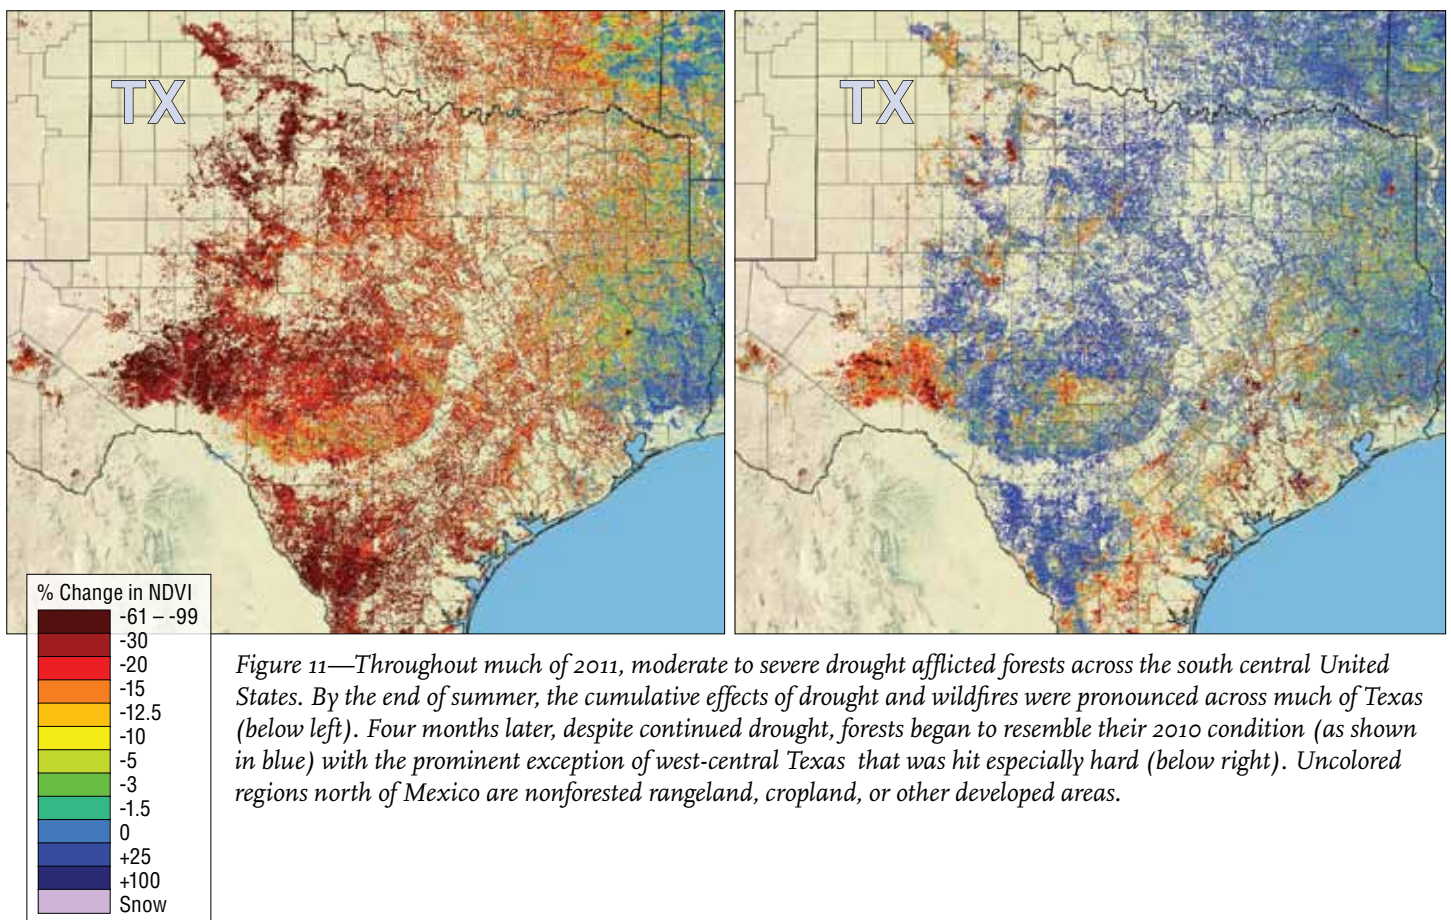 TX
TX
% Change in NDVI
-61 – -99
-30
-20
-15
-12.5
-10
-5
-3
-1.5
0
+25
+100
Snow
Figure 11—Throughout much of 2011, moderate to severe drought afflicted forests across the south central United
States. By the end of summer, the cumulative effects of drought and wildfires were pronounced across much of Texas
(below left). Four months later, despite continued drought, forests began to resemble their 2010 condition (as shown
in blue) with the prominent exception of west-central Texas that was hit especially hard (below right). Uncolored
regions north of Mexico are nonforested rangeland, cropland, or other developed areas.